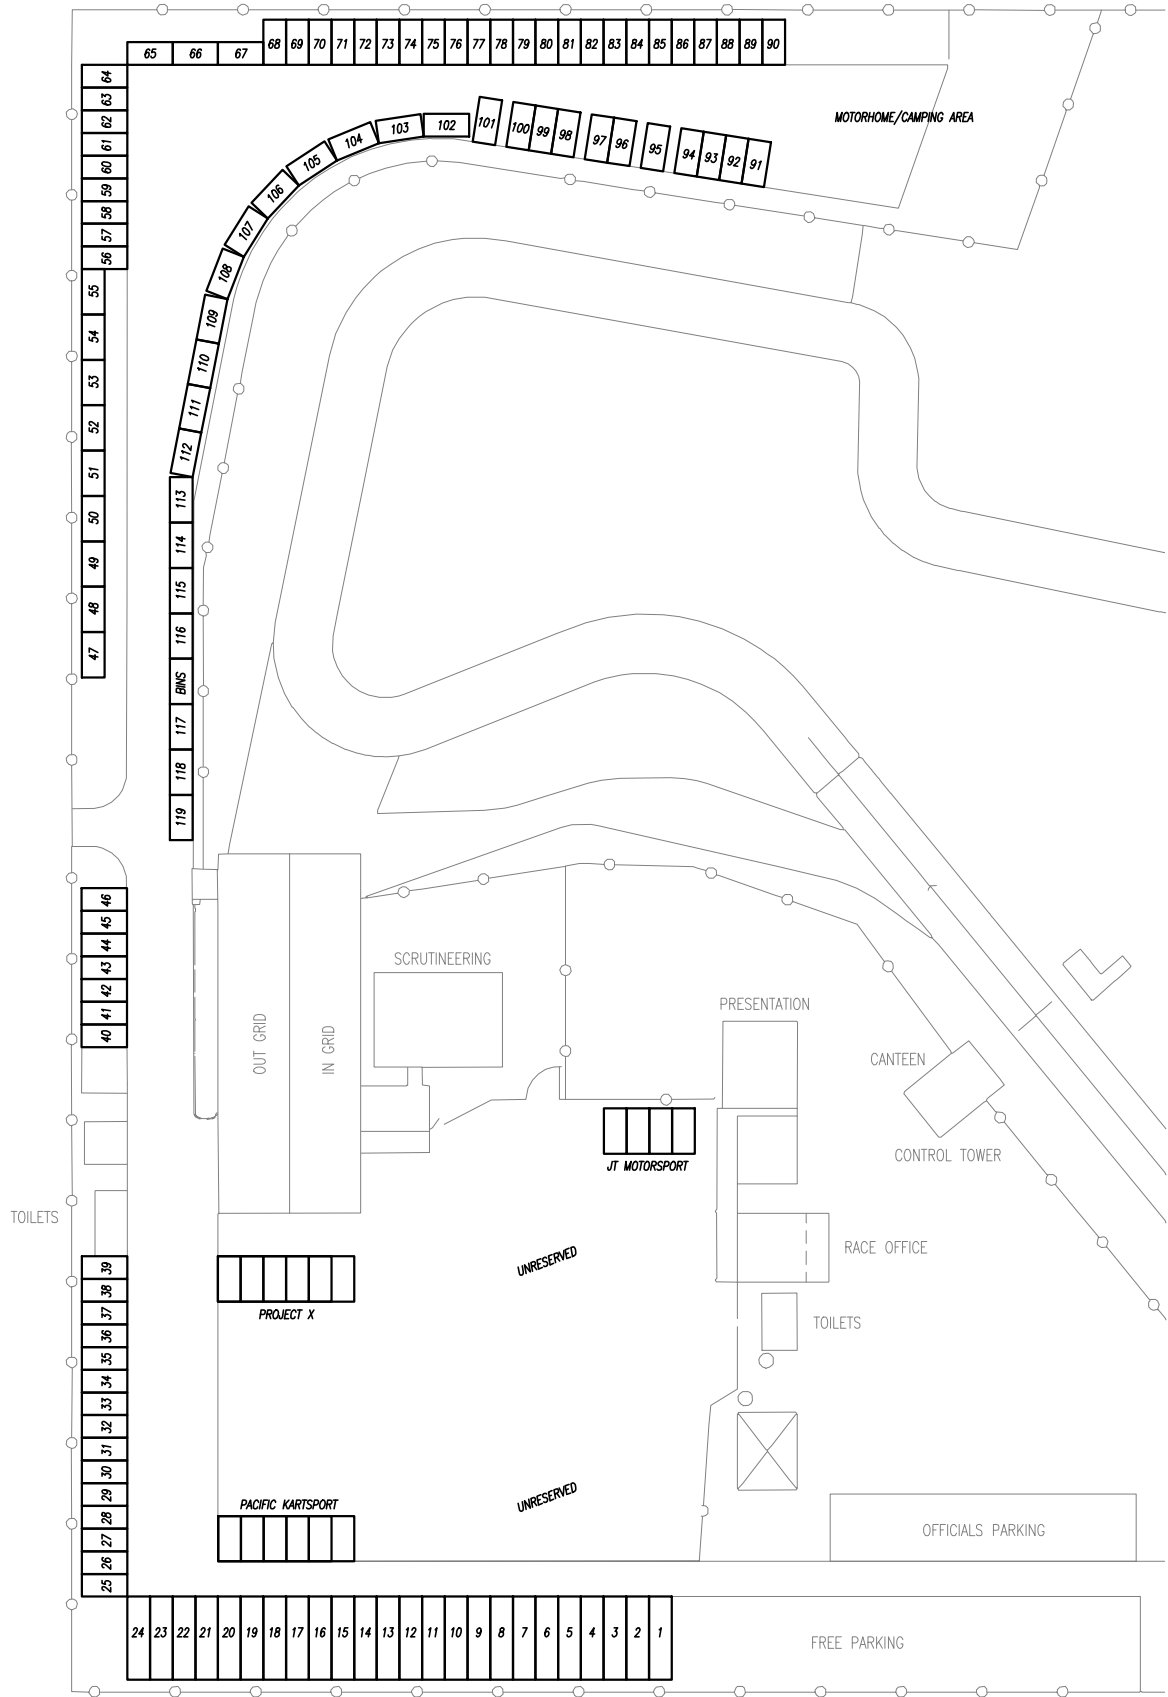 68 69 70 71 72 73 74 75 76 77 78 79 80 81 82 83 84 85 86 87 88 89 90
65 66 67
64
63
62
61
60
59
58
57
56
55
54
53
52
51
50
49
48
47
MOTORHOME/CAMPING AREA
101 100 99 98 97 96 95 94 93 92 91
102
103
104
105
106
107
108
109
110
111
112
113
114
115
116
BINS
117
118
119
46
45
44
43
42
41
40
SCRUTINEERING
OUT GRID
IN GRID
PRESENTATION
CANTEEN
CONTROL TOWER
JT MOTORSPORT
TOILETS
RACE OFFICE
UNRESERVED
PROJECT X
TOILETS
39
38
37
36
35
34
33
32
31
30
29
28
27
26
25
PACIFIC KARTSPORT
UNRESERVED
OFFICIALS PARKING
24 23 22 21 20 19 18 17 16 15 14 13 12 11 10 9 8 7 6 5 4 3 2 1
FREE PARKING